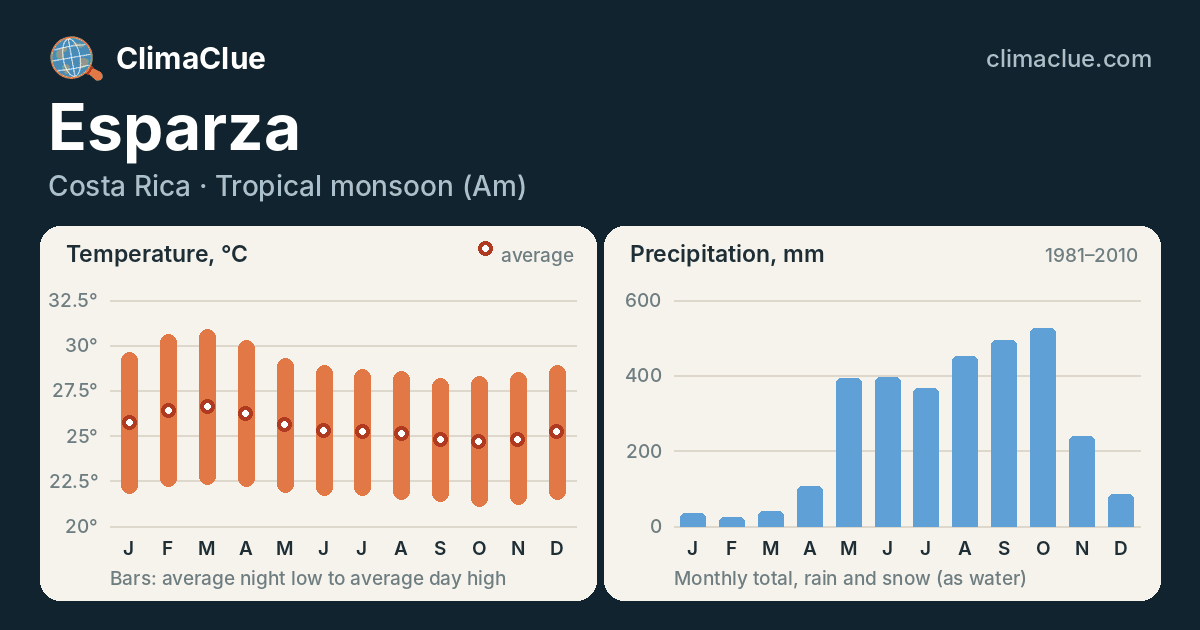 ClimaClue
climaclue.com
Esparza
Costa Rica · Tropical monsoon (Am)
Temperature, °C
average
32.5°
30°
27.5°
25°
22.5°
20°
J F M A M J J A S O N D
Bars: average night low to average day high
Precipitation, mm
1981–2010
600
400
200
0
J F M A M J J A S O N D
Monthly total, rain and snow (as water)